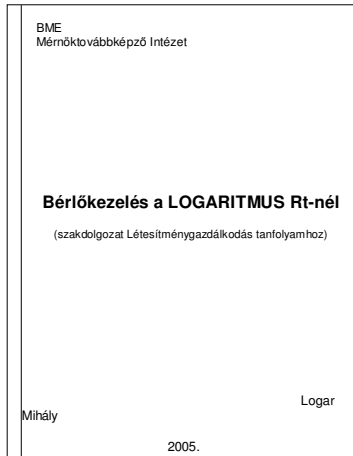 BME
Mérnöktovábbképző Intézet
Bérlőkezelés a LOGARITMUS Rt-nél
(szakdolgozat Létesítménygazdálkodás tanfolyamhoz)
Logar
Mihály
2005.